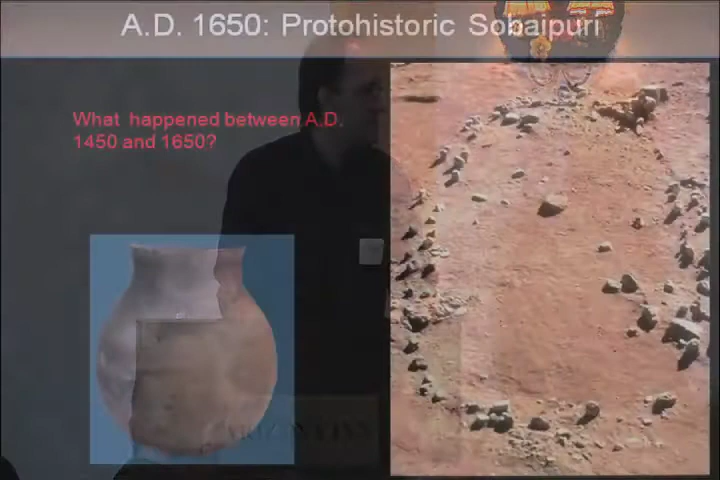 A.D. 1650: Protohistoric Sobaipuri
What happened between A.D.
1450 and 1650?